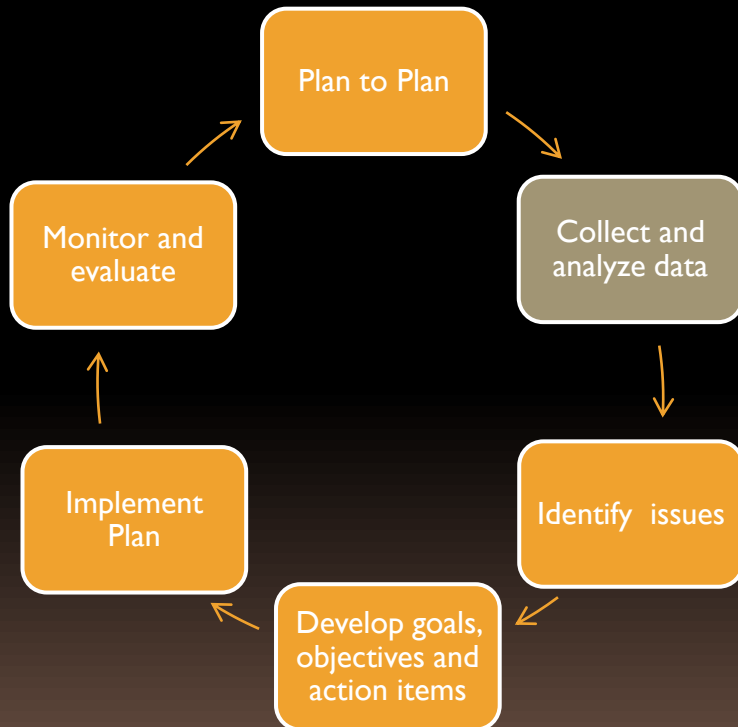 Plan to Plan
Collect and
analyze data
Identify  issues
Develop goals,
objectives and
action items
Implement
Plan
Monitor and
evaluate